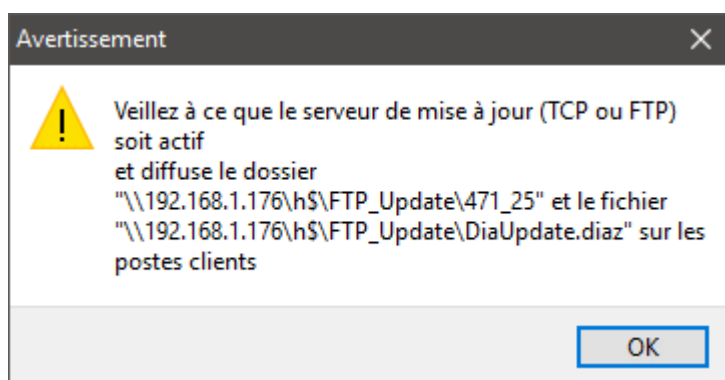 Avertissement
Veillez à ce que le serveur de mise à jour (TCP ou FTP)
soit actif
et diffuse le dossier
"\\192.168.1.176\h$\FTP_Update\471_25" et le fichier
"\\192.168.1.176\h$\FTP_Update\DiaUpdate.diaz" sur les
postes clients
OK